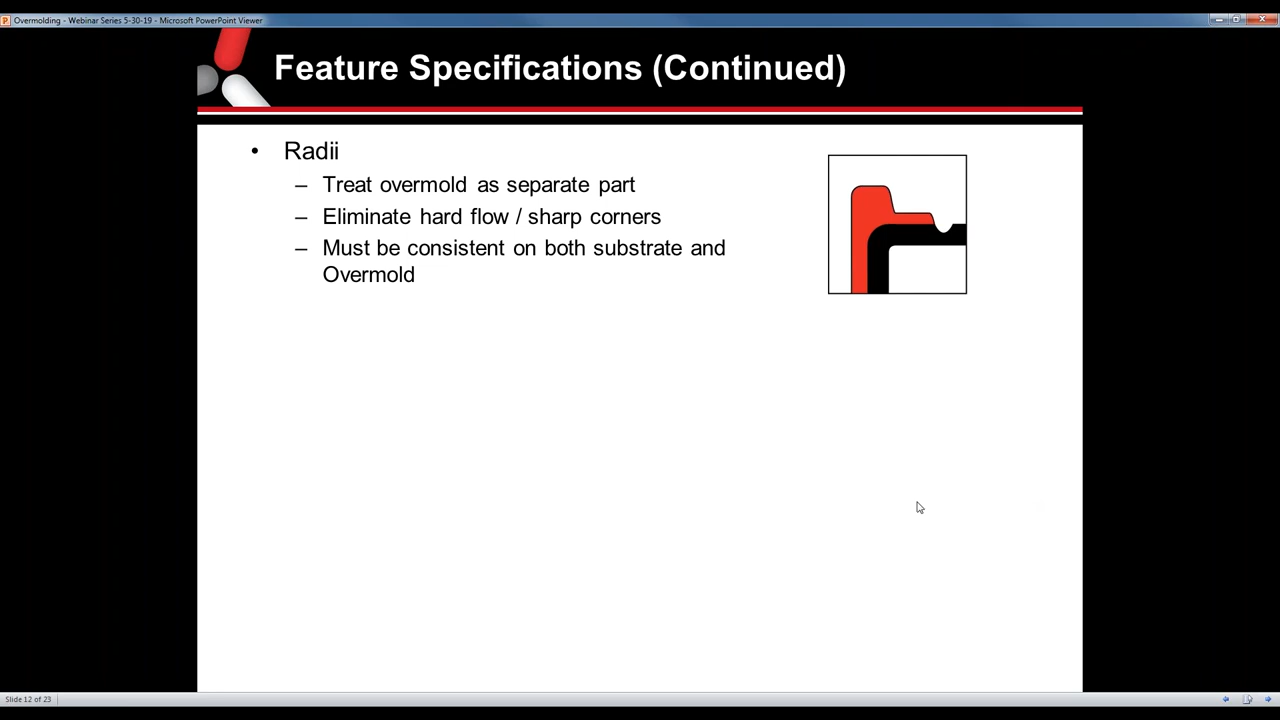 Overmolding - Webinar Series 5-30-19 - Microsoft PowerPoint Viewer
Feature Specifications (Continued)
• Radii
– Treat overmold as separate part
– Eliminate hard flow / sharp corners
– Must be consistent on both substrate and
Overmold
Slide 12 of 23